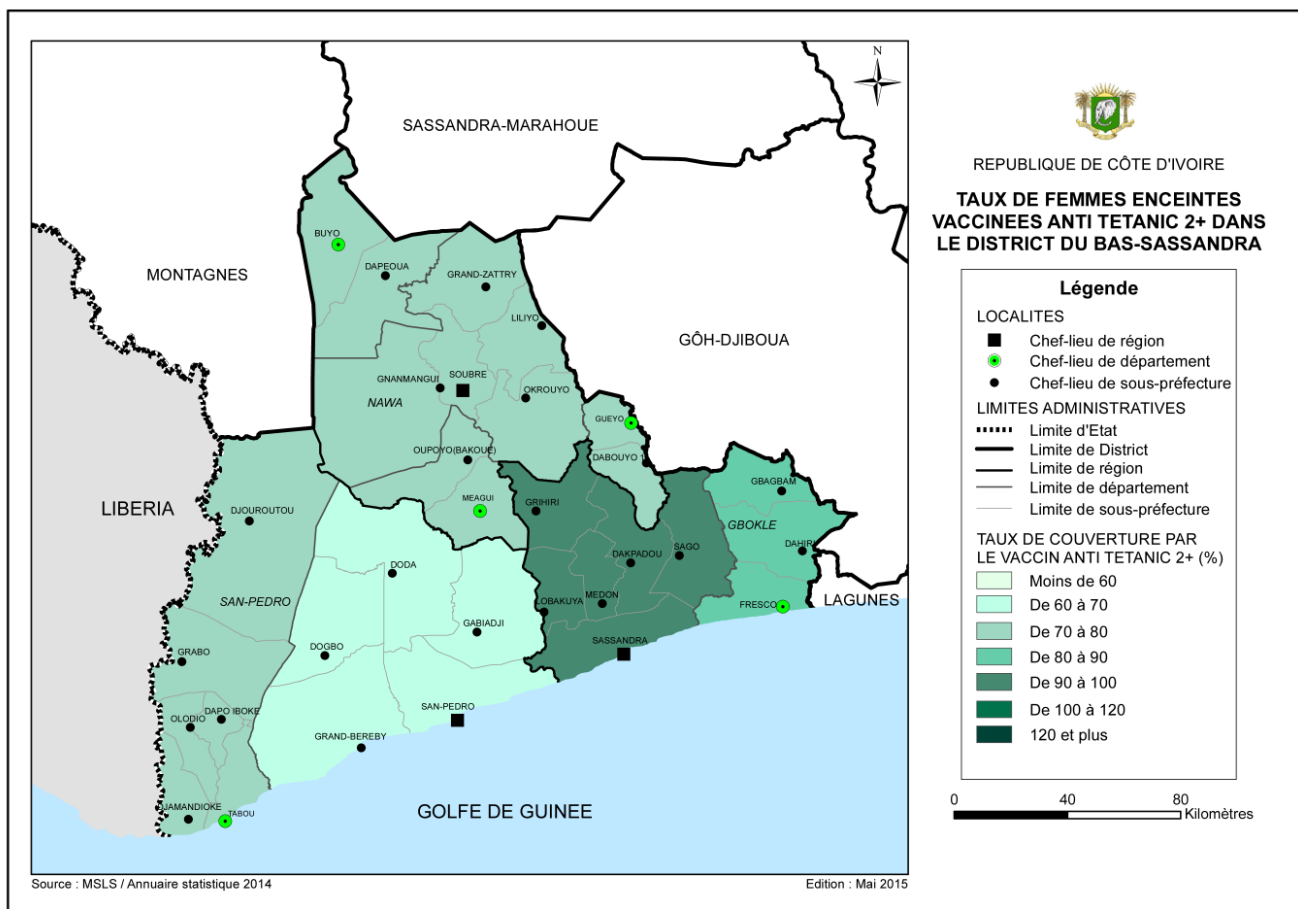 N
SASSANDRA-MARAHOUE
MONTAGNES
BUYO
DAPEOUA
GRAND-ZATTRY
LILIYO
GÔH-DJIBOUA
GNANMANGUI
SOUBRE
NAWA
OKROUYO
GUEYO
OUPOYO(BAKOUE)
DABOUYO 1
MEAGUI
GBAGBAM
LIBERIA
DJOUROUTOU
GRIHIRI
GBOKLE
DAHIRI
DAKPADOU
SAGO
DODA
SAN-PEDRO
LOBAKUYA
MEDON
FRESCO
LAGUNES
GABIADJI
GRABO
DOGBO
SASSANDRA
SAN-PEDRO
OLODIO
DAPO IBOKE
GRAND-BEREBY
DJAMANDIOKE
TABOU
GOLFE DE GUINEE
Source : MSLS / Annuaire statistique 2014
Edition : Mai 2015
REPUBLIQUE DE CÔTE D'IVOIRE
TAUX DE FEMMES ENCEINTES
VACCINEES ANTI TETANIC 2+ DANS
LE DISTRICT DU BAS-SASSANDRA
Légende
LOCALITES
Chef-lieu de région
Chef-lieu de département
Chef-lieu de sous-préfecture
LIMITES ADMINISTRATIVES
Limite d'Etat
Limite de District
Limite de région
Limite de département
Limite de sous-préfecture
TAUX DE COUVERTURE PAR
LE VACCIN ANTI TETANIC 2+ (%)
Moins de 60
De 60 à 70
De 70 à 80
De 80 à 90
De 90 à 100
De 100 à 120
120 et plus
0 40 80
Kilomètres